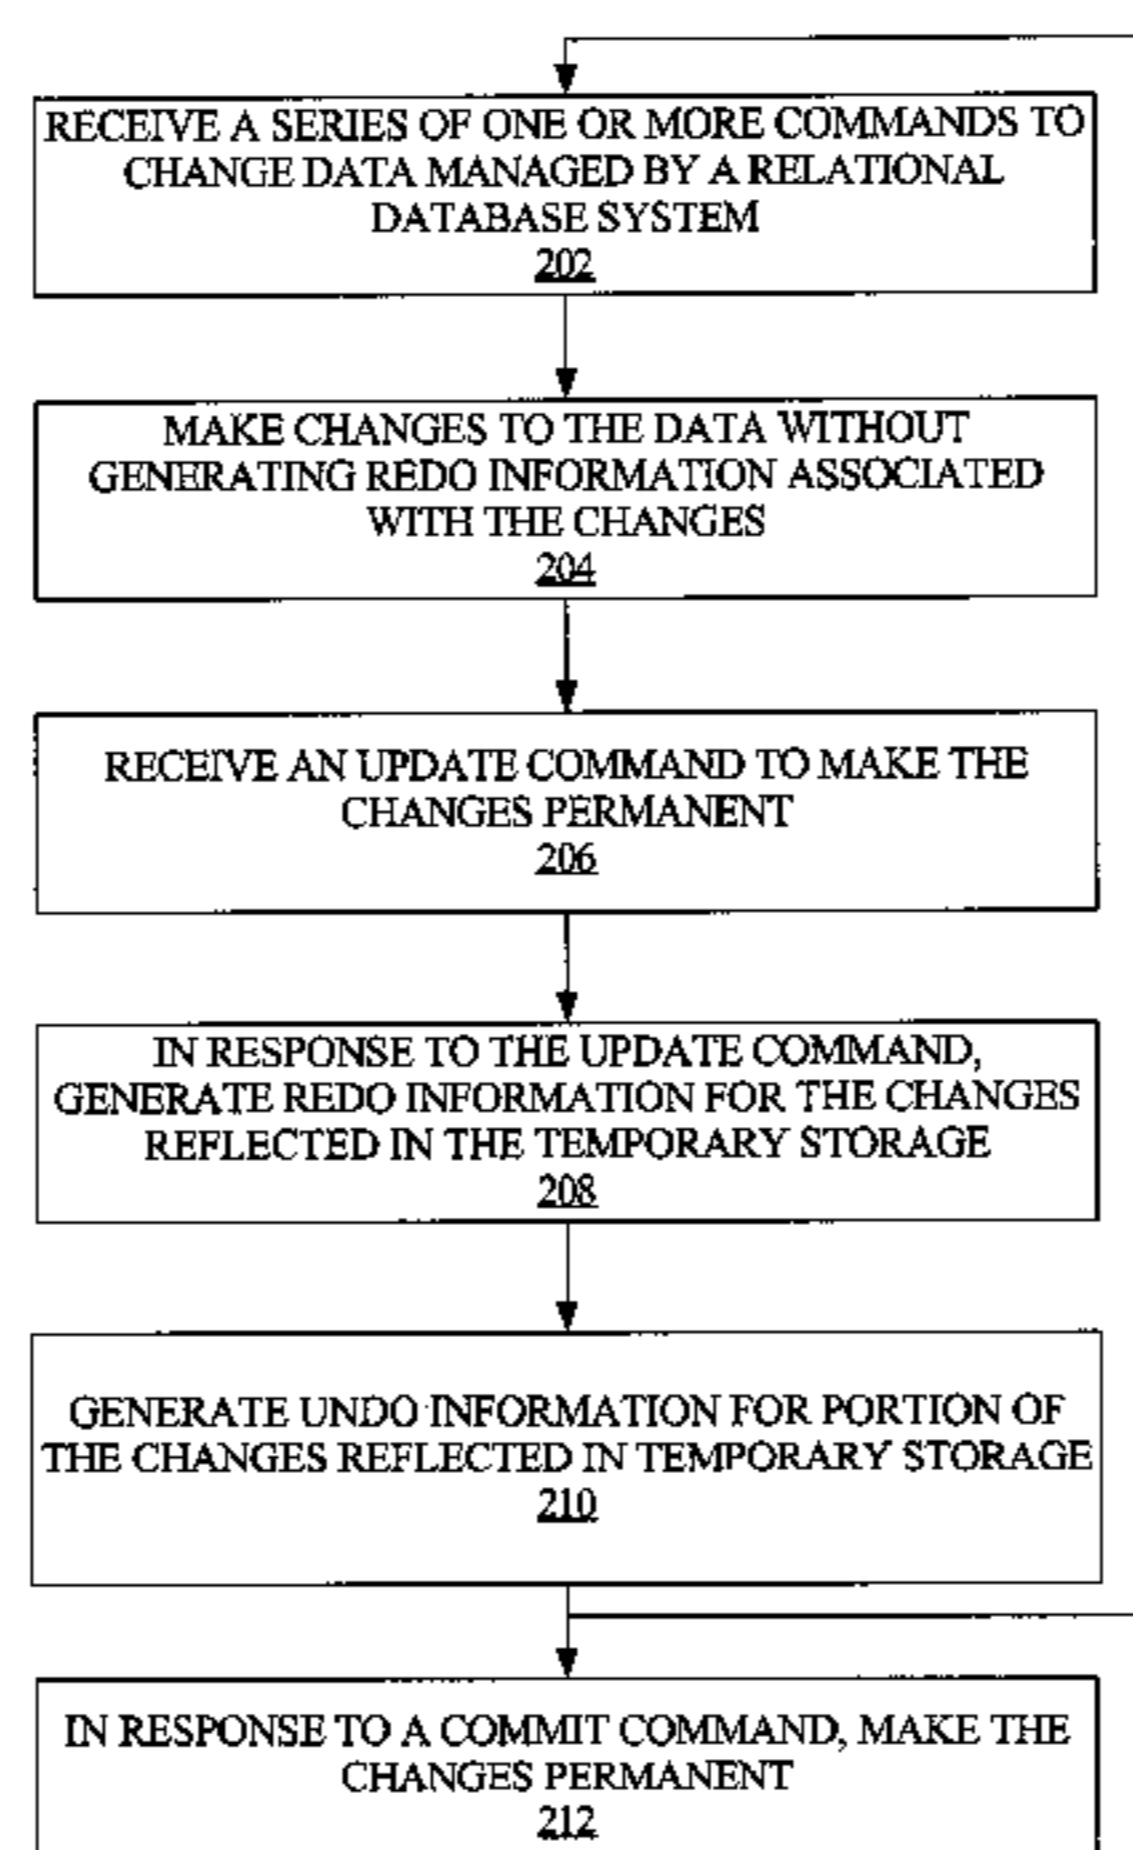 RECEIVE A SERIES OF ONE OR MORE COMMANDS TO
CHANGE DATA MANAGED BY A RELATIONAL
DATABASE SYSTEM
202
MAKE CHANGES TO THE DATA WITHOUT
GENERATING REDO INFORMATION ASSOCIATED
WITH THE CHANGES
204
RECEIVE AN UPDATE COMMAND TO MAKE THE
CHANGES PERMANENT
206
IN RESPONSE TO THE UPDATE COMMAND,
GENERATE REDO INFORMATION FOR THE CHANGES
REFLECTED IN THE TEMPORARY STORAGE
208
GENERATE UNDO INFORMATION FOR PORTION OF
THE CHANGES REFLECTED IN TEMPORARY STORAGE
210
IN RESPONSE TO A COMMIT COMMAND, MAKE THE
CHANGES PERMANENT
212